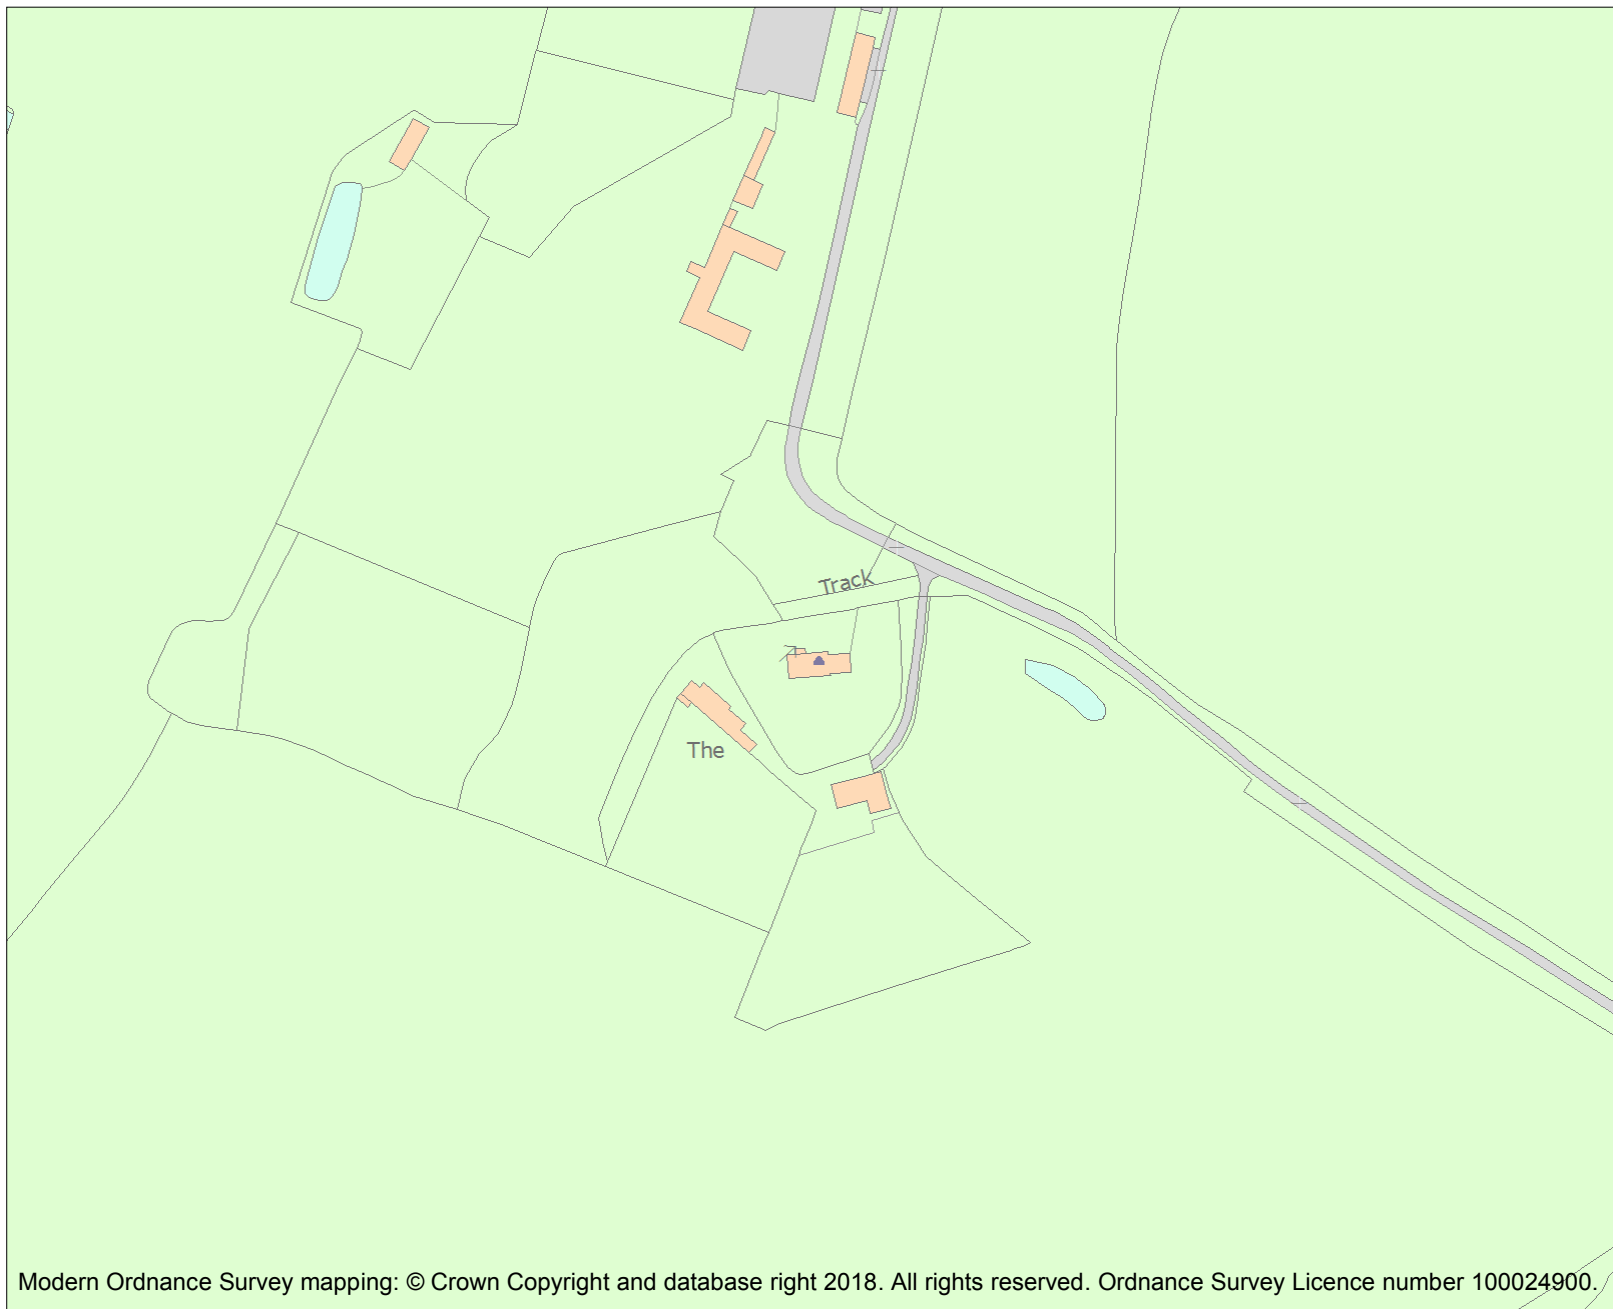 Track
The
Modern Ordnance Survey mapping: © Crown Copyright and database right 2018. All rights reserved. Ordnance Survey Licence number 100024900.